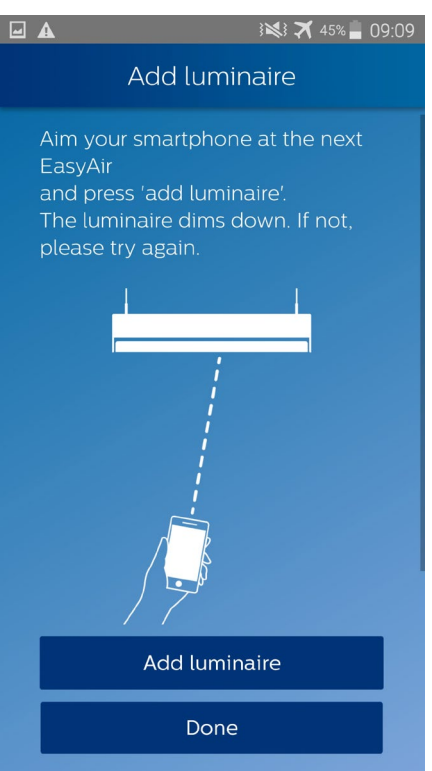 45% 09:09
Add luminaire
Aim your smartphone at the next
EasyAir
and press 'add luminaire'.
The luminaire dims down. If not,
please try again.
Add luminaire
Done